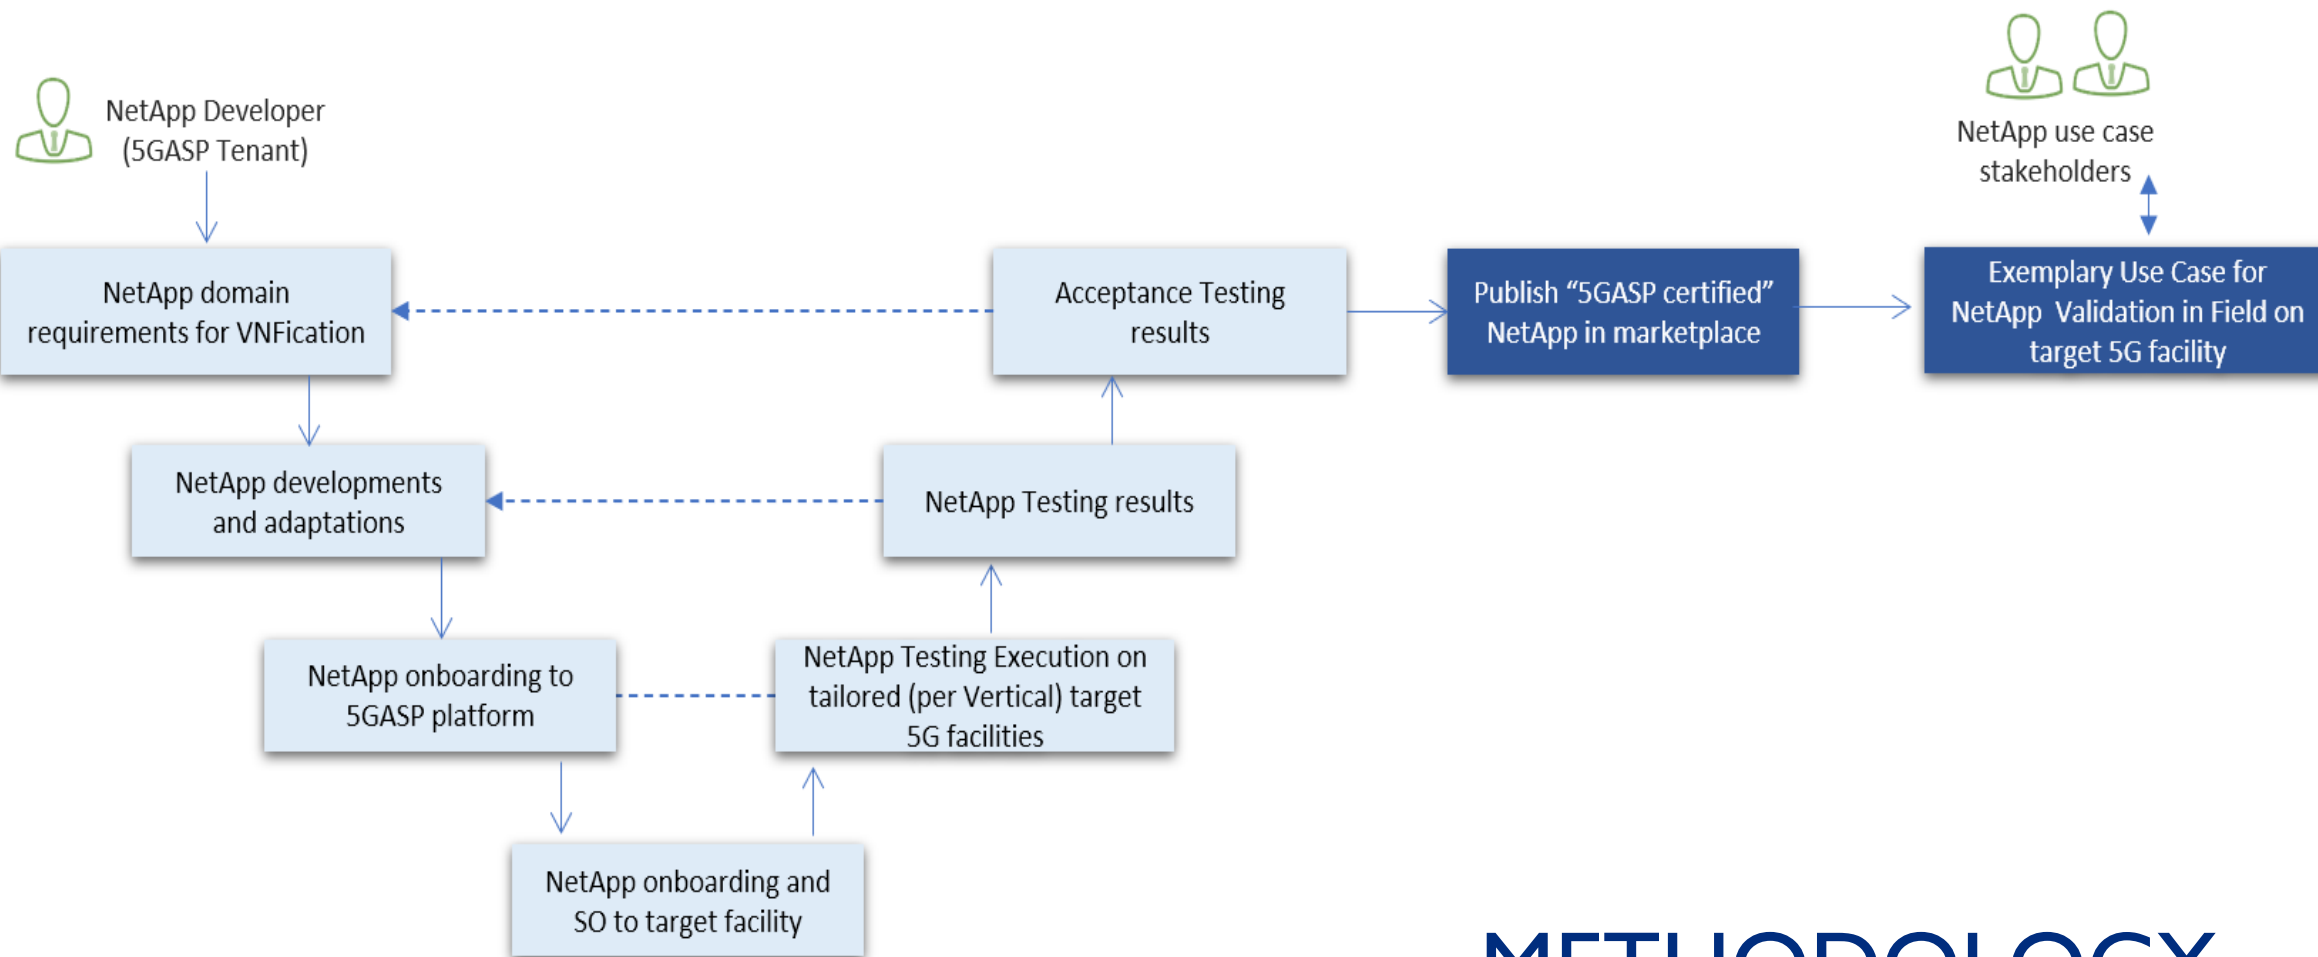 NetApp Developer
(5GASP Tenant)
NetApp use case
stakeholders
NetApp domain
requirements for VNFication
Acceptance Testing
results
Publish “5GASP certified”
NetApp in marketplace
Exemplary Use Case for
NetApp Validation in Field on
target 5G facility
NetApp developments
and adaptations
NetApp Testing results
NetApp onboarding to
5GASP platform
NetApp Testing Execution on
tailored (per Vertical) target
5G facilities
NetApp onboarding and
SO to target facility
METHODOLOGY